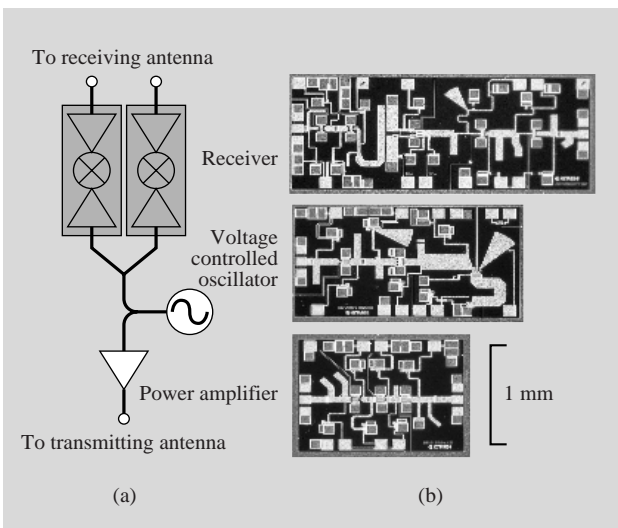 To receiving antenna
Receiver
Voltage
controlled
oscillator
Power amplifier
1 mm
To transmitting antenna
(a)
(b)